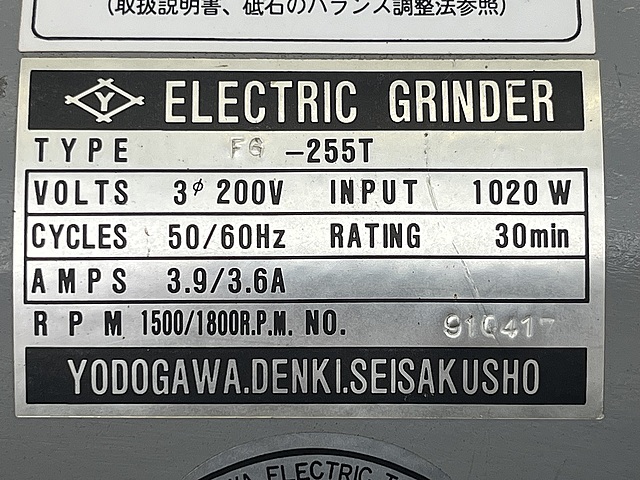 (取扱説明書、砥石のバランス調整法参照)
Y ELECTRIC GRINDER
TYPE FG -255T
VOLTS 3φ 200V INPUT 1020 W
CYCLES 50/60Hz RATING 30min
AMPS 3.9/3.6A
RPM 1500/1800R.P.M. NO. 910417
YODOGAWA.DENKI.SEISAKUSHO
ELECTRIC